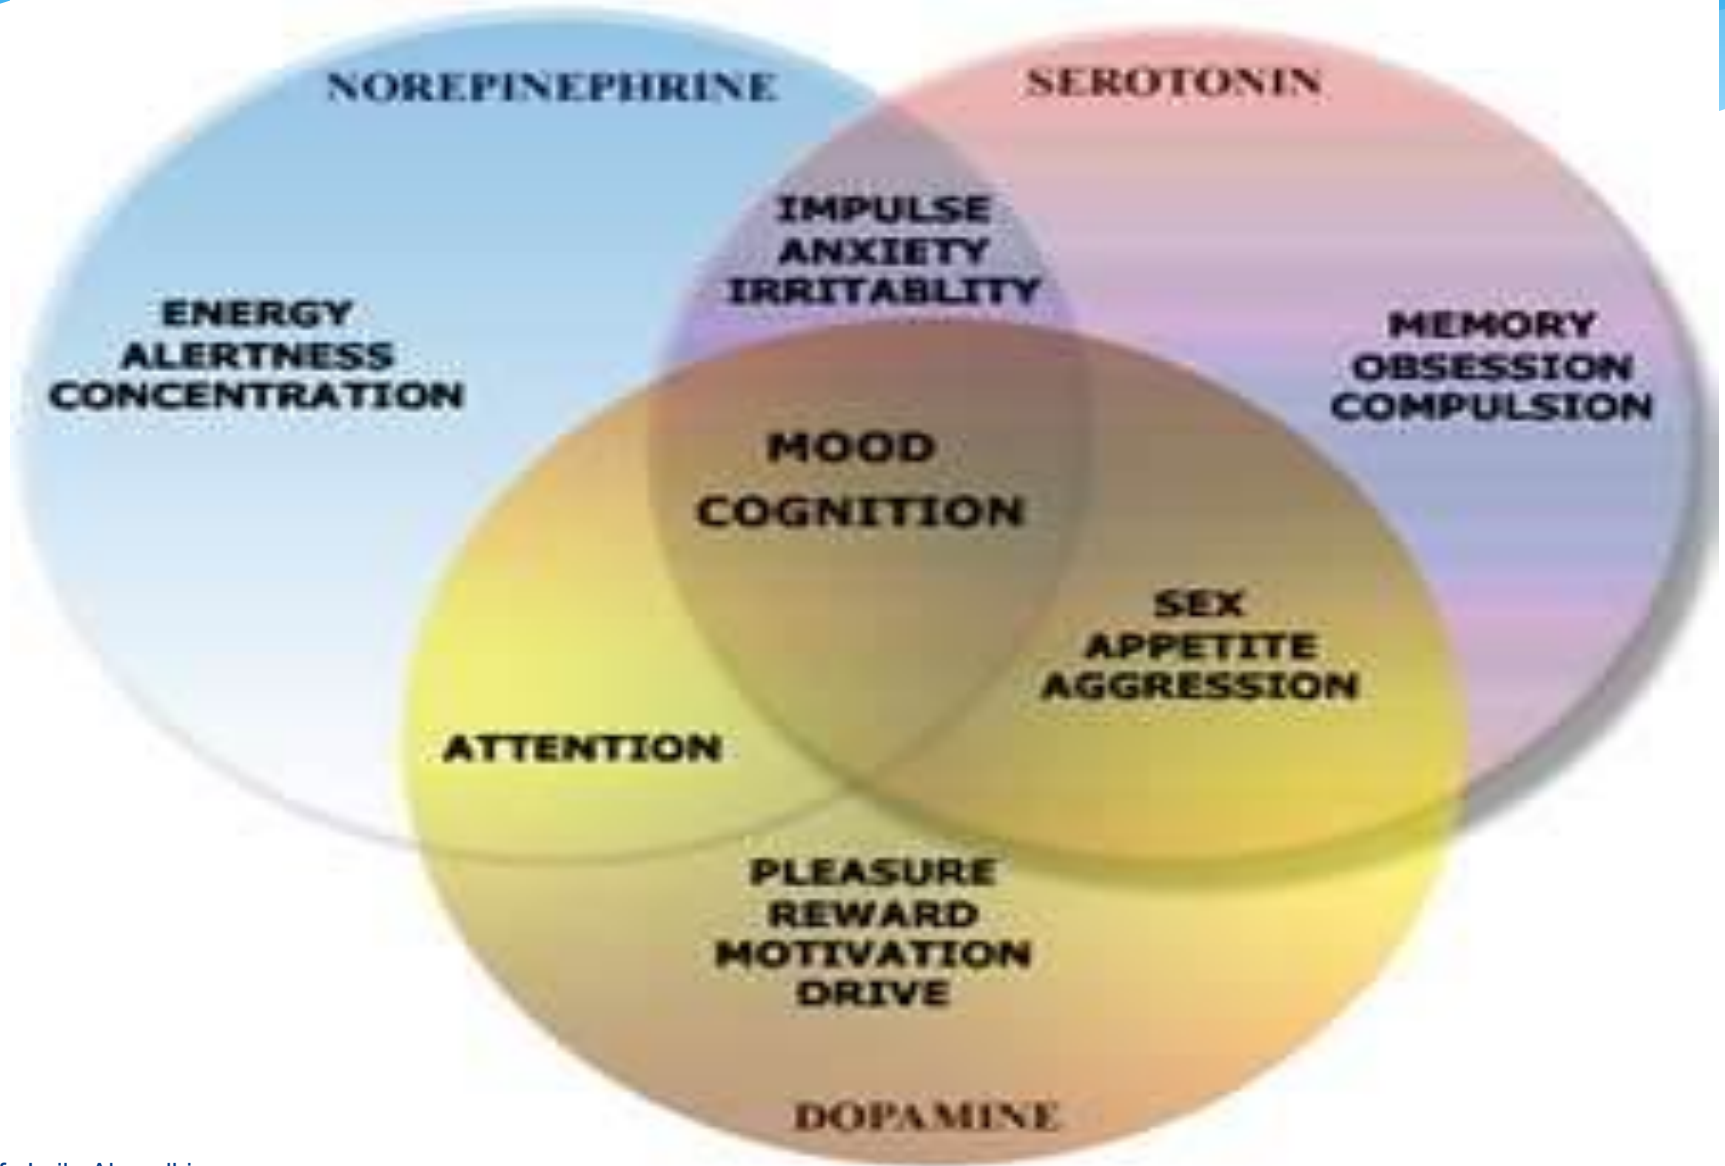 NOREPINEPHRINE
SEROTONIN
IMPULSE
ANXIETY
IRRITABLITY
ENERGY
ALERTNESS
CONCENTRATION
MEMORY
OBSESSION
COMPULSION
MOOD
COGNITION
SEX
APPETITE
AGGRESSION
ATTENTION
PLEASURE
REWARD
MOTIVATION
DRIVE
DOPAMINE